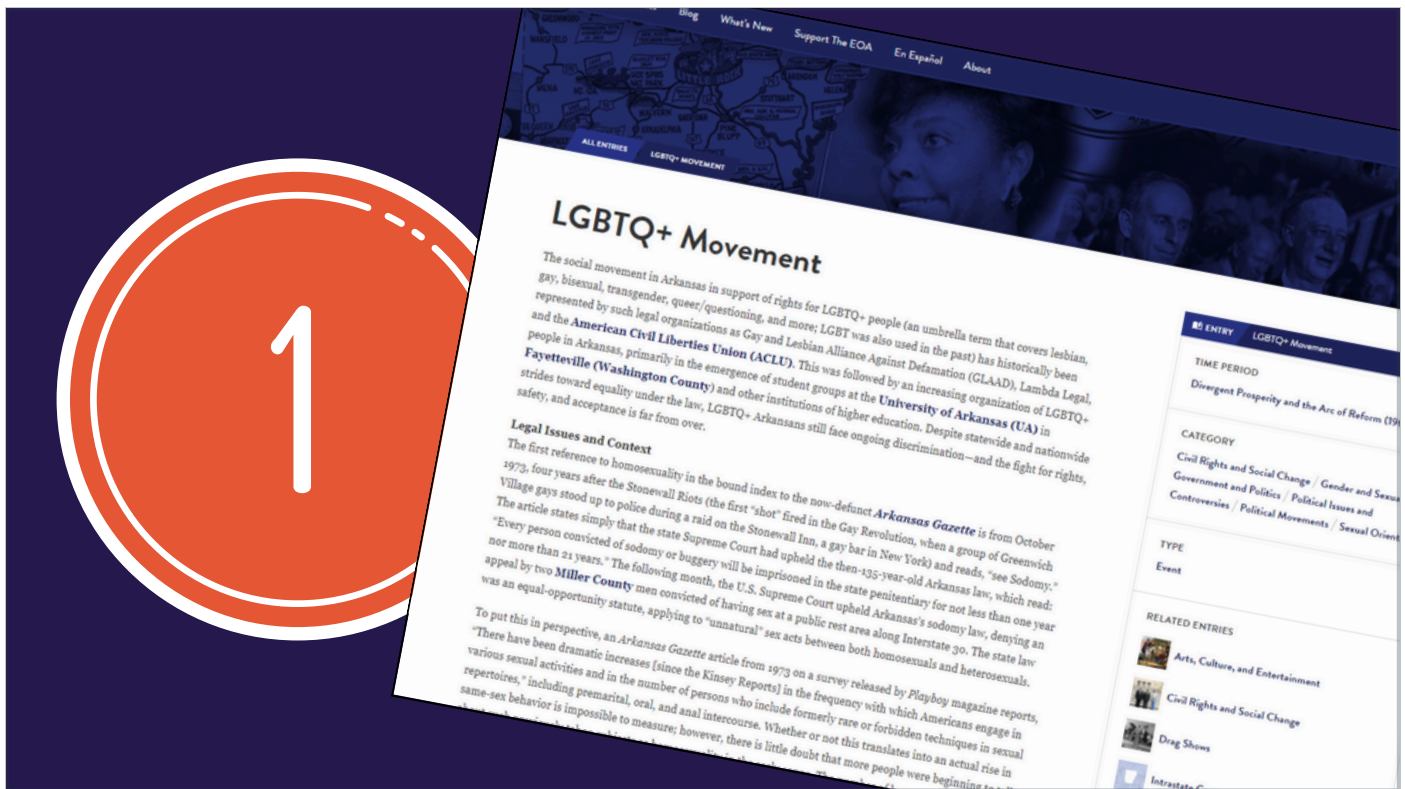 1
Blog What's New Support The EOA En Español About
MANSFIELD
HOT SPRINGS
NAT. PARK
MENA
MALVERN
STUTTGART
CLARENDON
HELENA
DE QUEEN
ARKADELPHIA
SHERIDAN
PINE
BLUFF
ALL ENTRIES LGBTQ+ MOVEMENT
LGBTQ+ Movement
The social movement in Arkansas in support of rights for LGBTQ+ people (an umbrella term that covers lesbian,
gay, bisexual, transgender, queer/questioning, and more; LGBT was also used in the past) has historically been
represented by such legal organizations as Gay and Lesbian Alliance Against Defamation (GLAAD), Lambda Legal,
and the American Civil Liberties Union (ACLU). This was followed by an increasing organization of LGBTQ+
people in Arkansas, primarily in the emergence of student groups at the University of Arkansas (UA) in
Fayetteville (Washington County) and other institutions of higher education. Despite statewide and nationwide
strides toward equality under the law, LGBTQ+ Arkansans still face ongoing discrimination—and the fight for rights,
safety, and acceptance is far from over.
Legal Issues and Context
The first reference to homosexuality in the bound index to the now-defunct Arkansas Gazette is from October
1973, four years after the Stonewall Riots (the first "shot" fired in the Gay Revolution, when a group of Greenwich
Village gays stood up to police during a raid on the Stonewall Inn, a gay bar in New York) and reads, "see Sodomy."
The article states simply that the state Supreme Court had upheld the then-135-year-old Arkansas law, which read:
"Every person convicted of sodomy or buggery will be imprisoned in the state penitentiary for not less than one year
nor more than 21 years." The following month, the U.S. Supreme Court upheld Arkansas's sodomy law, denying an
appeal by two Miller County men convicted of having sex at a public rest area along Interstate 30. The state law
was an equal-opportunity statute, applying to "unnatural" sex acts between both homosexuals and heterosexuals.
To put this in perspective, an Arkansas Gazette article from 1973 on a survey released by Playboy magazine reports,
"There have been dramatic increases [since the Kinsey Reports] in the frequency with which Americans engage in
various sexual activities and in the number of persons who include formerly rare or forbidden techniques in sexual
repertoires," including premarital, oral, and anal intercourse. Whether or not this translates into an actual rise in
same-sex behavior is impossible to measure; however, there is little doubt that more people were beginning to
ENTRY LGBTQ+ Movement
TIME PERIOD
Divergent Prosperity and the Arc of Reform (19
CATEGORY
Civil Rights and Social Change / Gender and Sexua
Government and Politics / Political Issues and
Controversies / Political Movements / Sexual Orient
TYPE
Event
RELATED ENTRIES
Arts, Culture, and Entertainment
Civil Rights and Social Change
Drag Shows
Intrastate